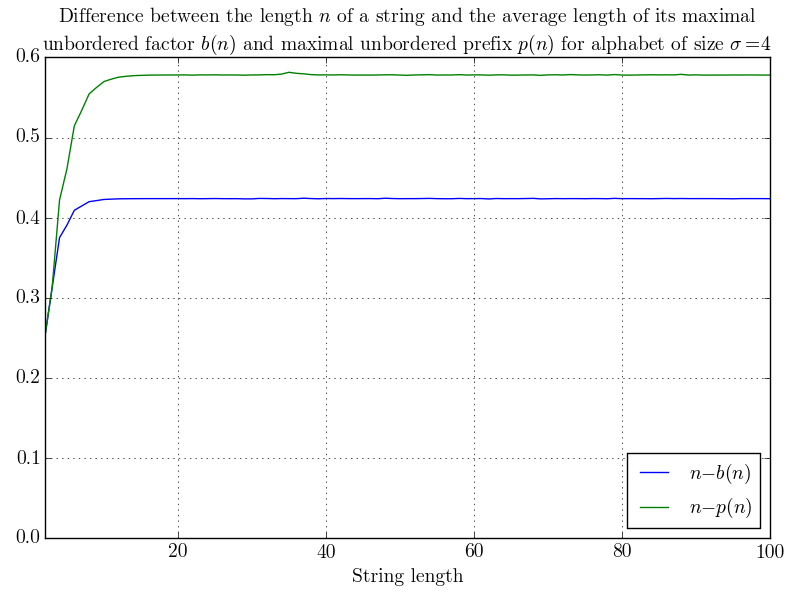 Difference between the length n of a string and the average length of its maximal
unbordered factor b(n) and maximal unbordered prefix p(n) for alphabet of size σ=4
0.6
0.5
0.4
0.3
0.2
0.1
0.0
n−b(n)
n−p(n)
20 40 60 80 100
String length